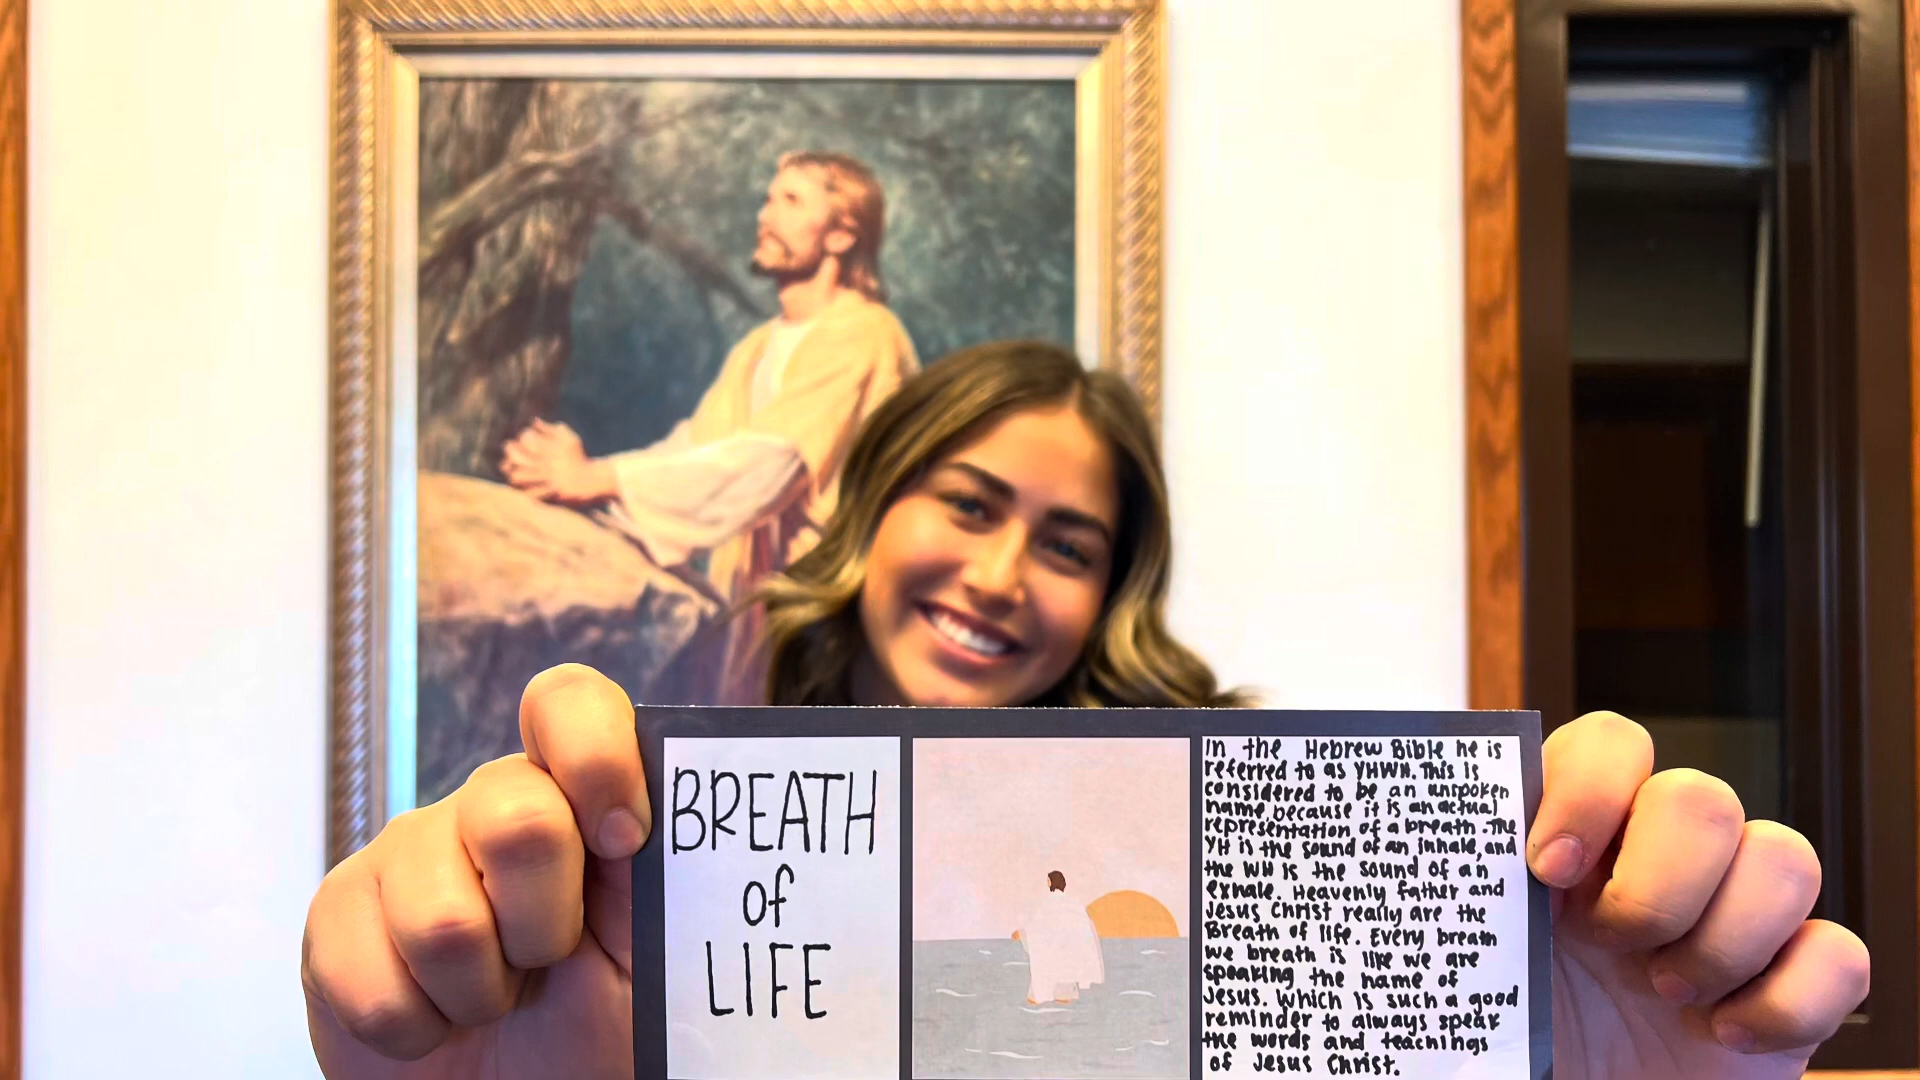 BREATH
of
LIFE
In the Hebrew Bible he is
referred to as YHWH. This is
considered to be an unspoken
name, because it is an actual
representation of a breath. The
YH is the sound of an inhale, and
the WH is the sound of an
exhale. Heavenly Father and
Jesus Christ really are the
Breath of life. Every breath
we breath is like we are
speaking the name of
Jesus. Which is such a good
reminder to always speak
the words and teachings
of Jesus Christ.